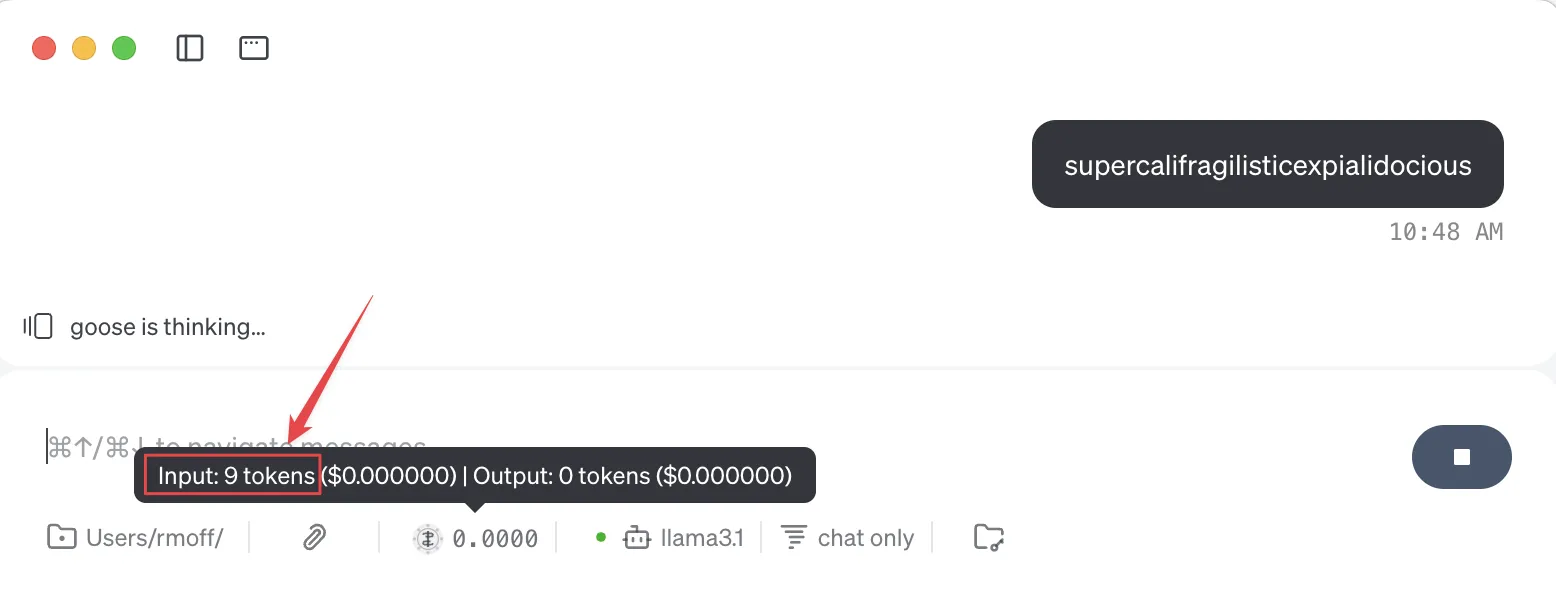 supercalifragilisticexpialidocious
10:48 AM
goose is thinking...
⌘↑/⌘↓ to navigate messages
Input: 9 tokens ($0.000000) | Output: 0 tokens ($0.000000)
Users/rmoff/ 0.0000 llama3.1 chat only